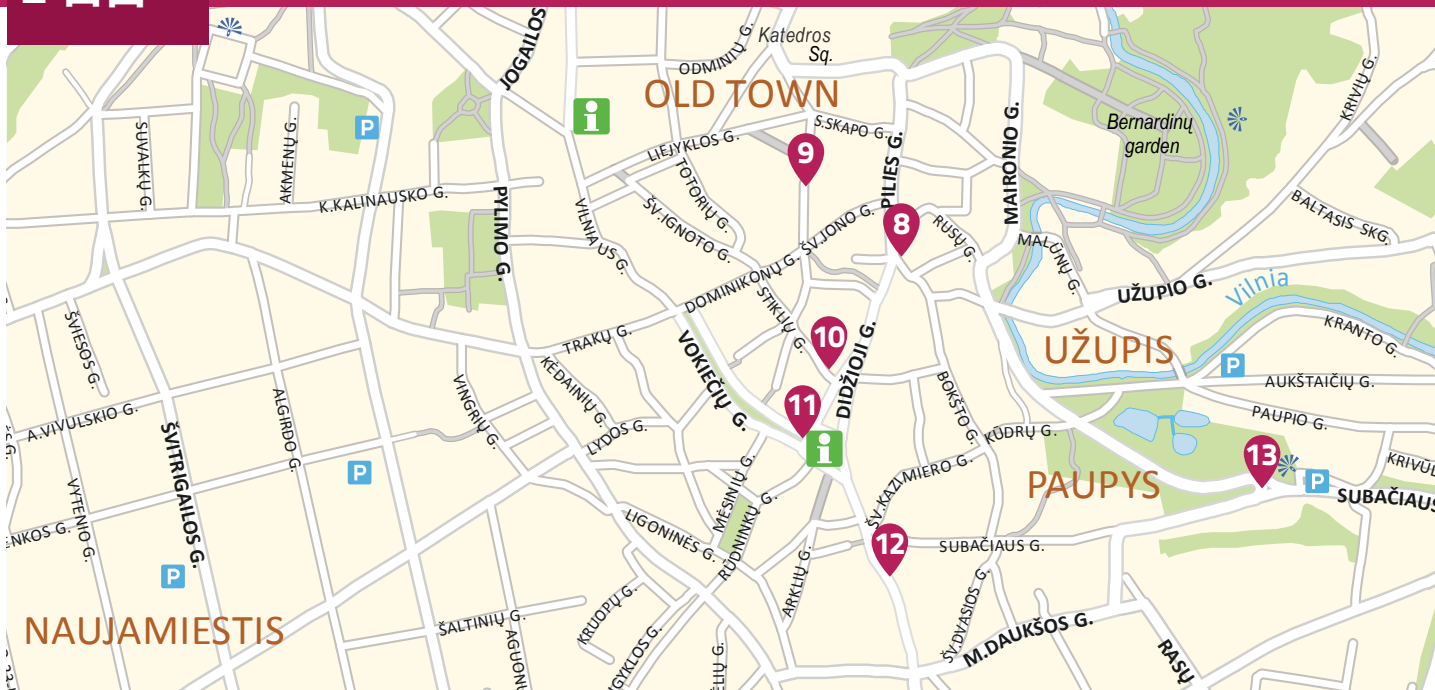 JOGAILOS
Katedros
Sq.
ODMINIŲ G.
OLD TOWN
KRIVIŲ G.
P
i
S.SKAPO G.
Bernardinų
garden
SUVALKŲ G.
AKMENŲ G.
LIEJYKLOS G.
9
PILIES G.
MAIRONIO G.
TOTORIŲ G.
K.KALINAUSKO G.
PYLIMO G.
VILNIAUS G.
ŠV.IGNOTO G.
ŠV.JONO G.
8
RUSŲ G.
BALTASIS SKG.
MALŪNŲ G.
DOMINIKONŲ G.
UŽUPIO G.
Vilnia
STIKLIŲ G.
ŠVIESOS G.
TRAKŲ G.
VOKIEČIŲ G.
10
DIDŽIOJI G.
UŽUPIS
KRANTO G.
KĖDAINIŲ G.
VINGRIŲ G.
P
AUKŠTAIČIŲ G.
A.VIVULSKIO G.
ALGIRDO G.
BOKŠTO G.
PAUPIO G.
11
i
ŠVITRIGAILOS G.
LYDOS G.
KŪDRŲ G.
13
P
MĖSINIŲ G.
ŠV.KAZIMIERO G.
PAUPYS
SUBAČIAUS
VYTENIO G.
P
LIGONINĖS G.
RŪDNINKŲ G.
12
SUBAČIAUS G.
P
ARKLIŲ G.
ŠV.DVASIOS G.
NAUJAMIESTIS
ŠALTINIŲ G.
KRUOPŲ G.
M.DAUKŠOS G.
RASŲ